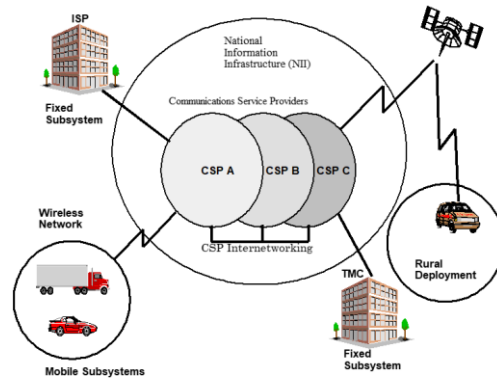 ISP
Fixed
Subsystem
National
Information
Infrastructure (NII)
Communications Service Providers
CSP A
CSP B
CSP C
CSP Internetworking
Wireless
Network
Mobile Subsystems
TMC
Fixed
Subsystem
Rural
Deployment